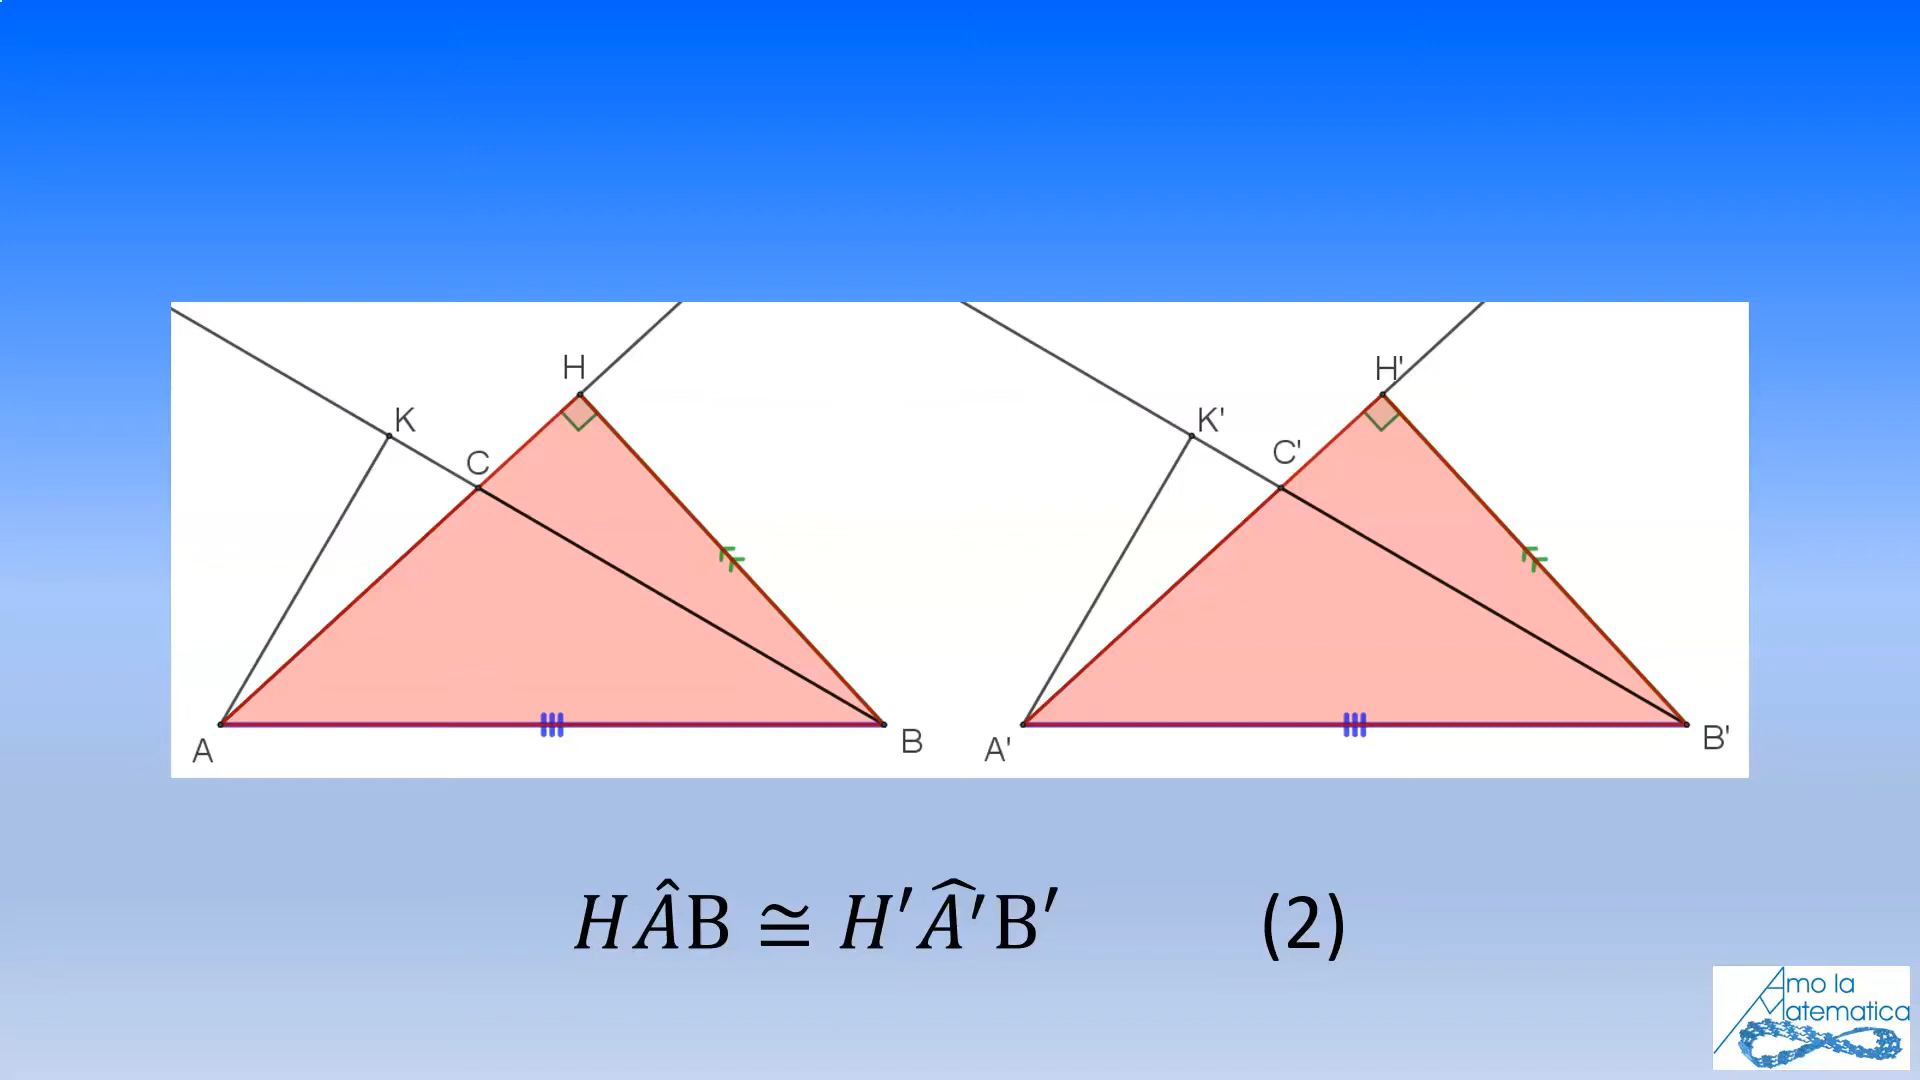 H H'
K K'
C C'
A B A' B'
HÂB ≅ H'Â'B' (2)
Amo la
Matematica